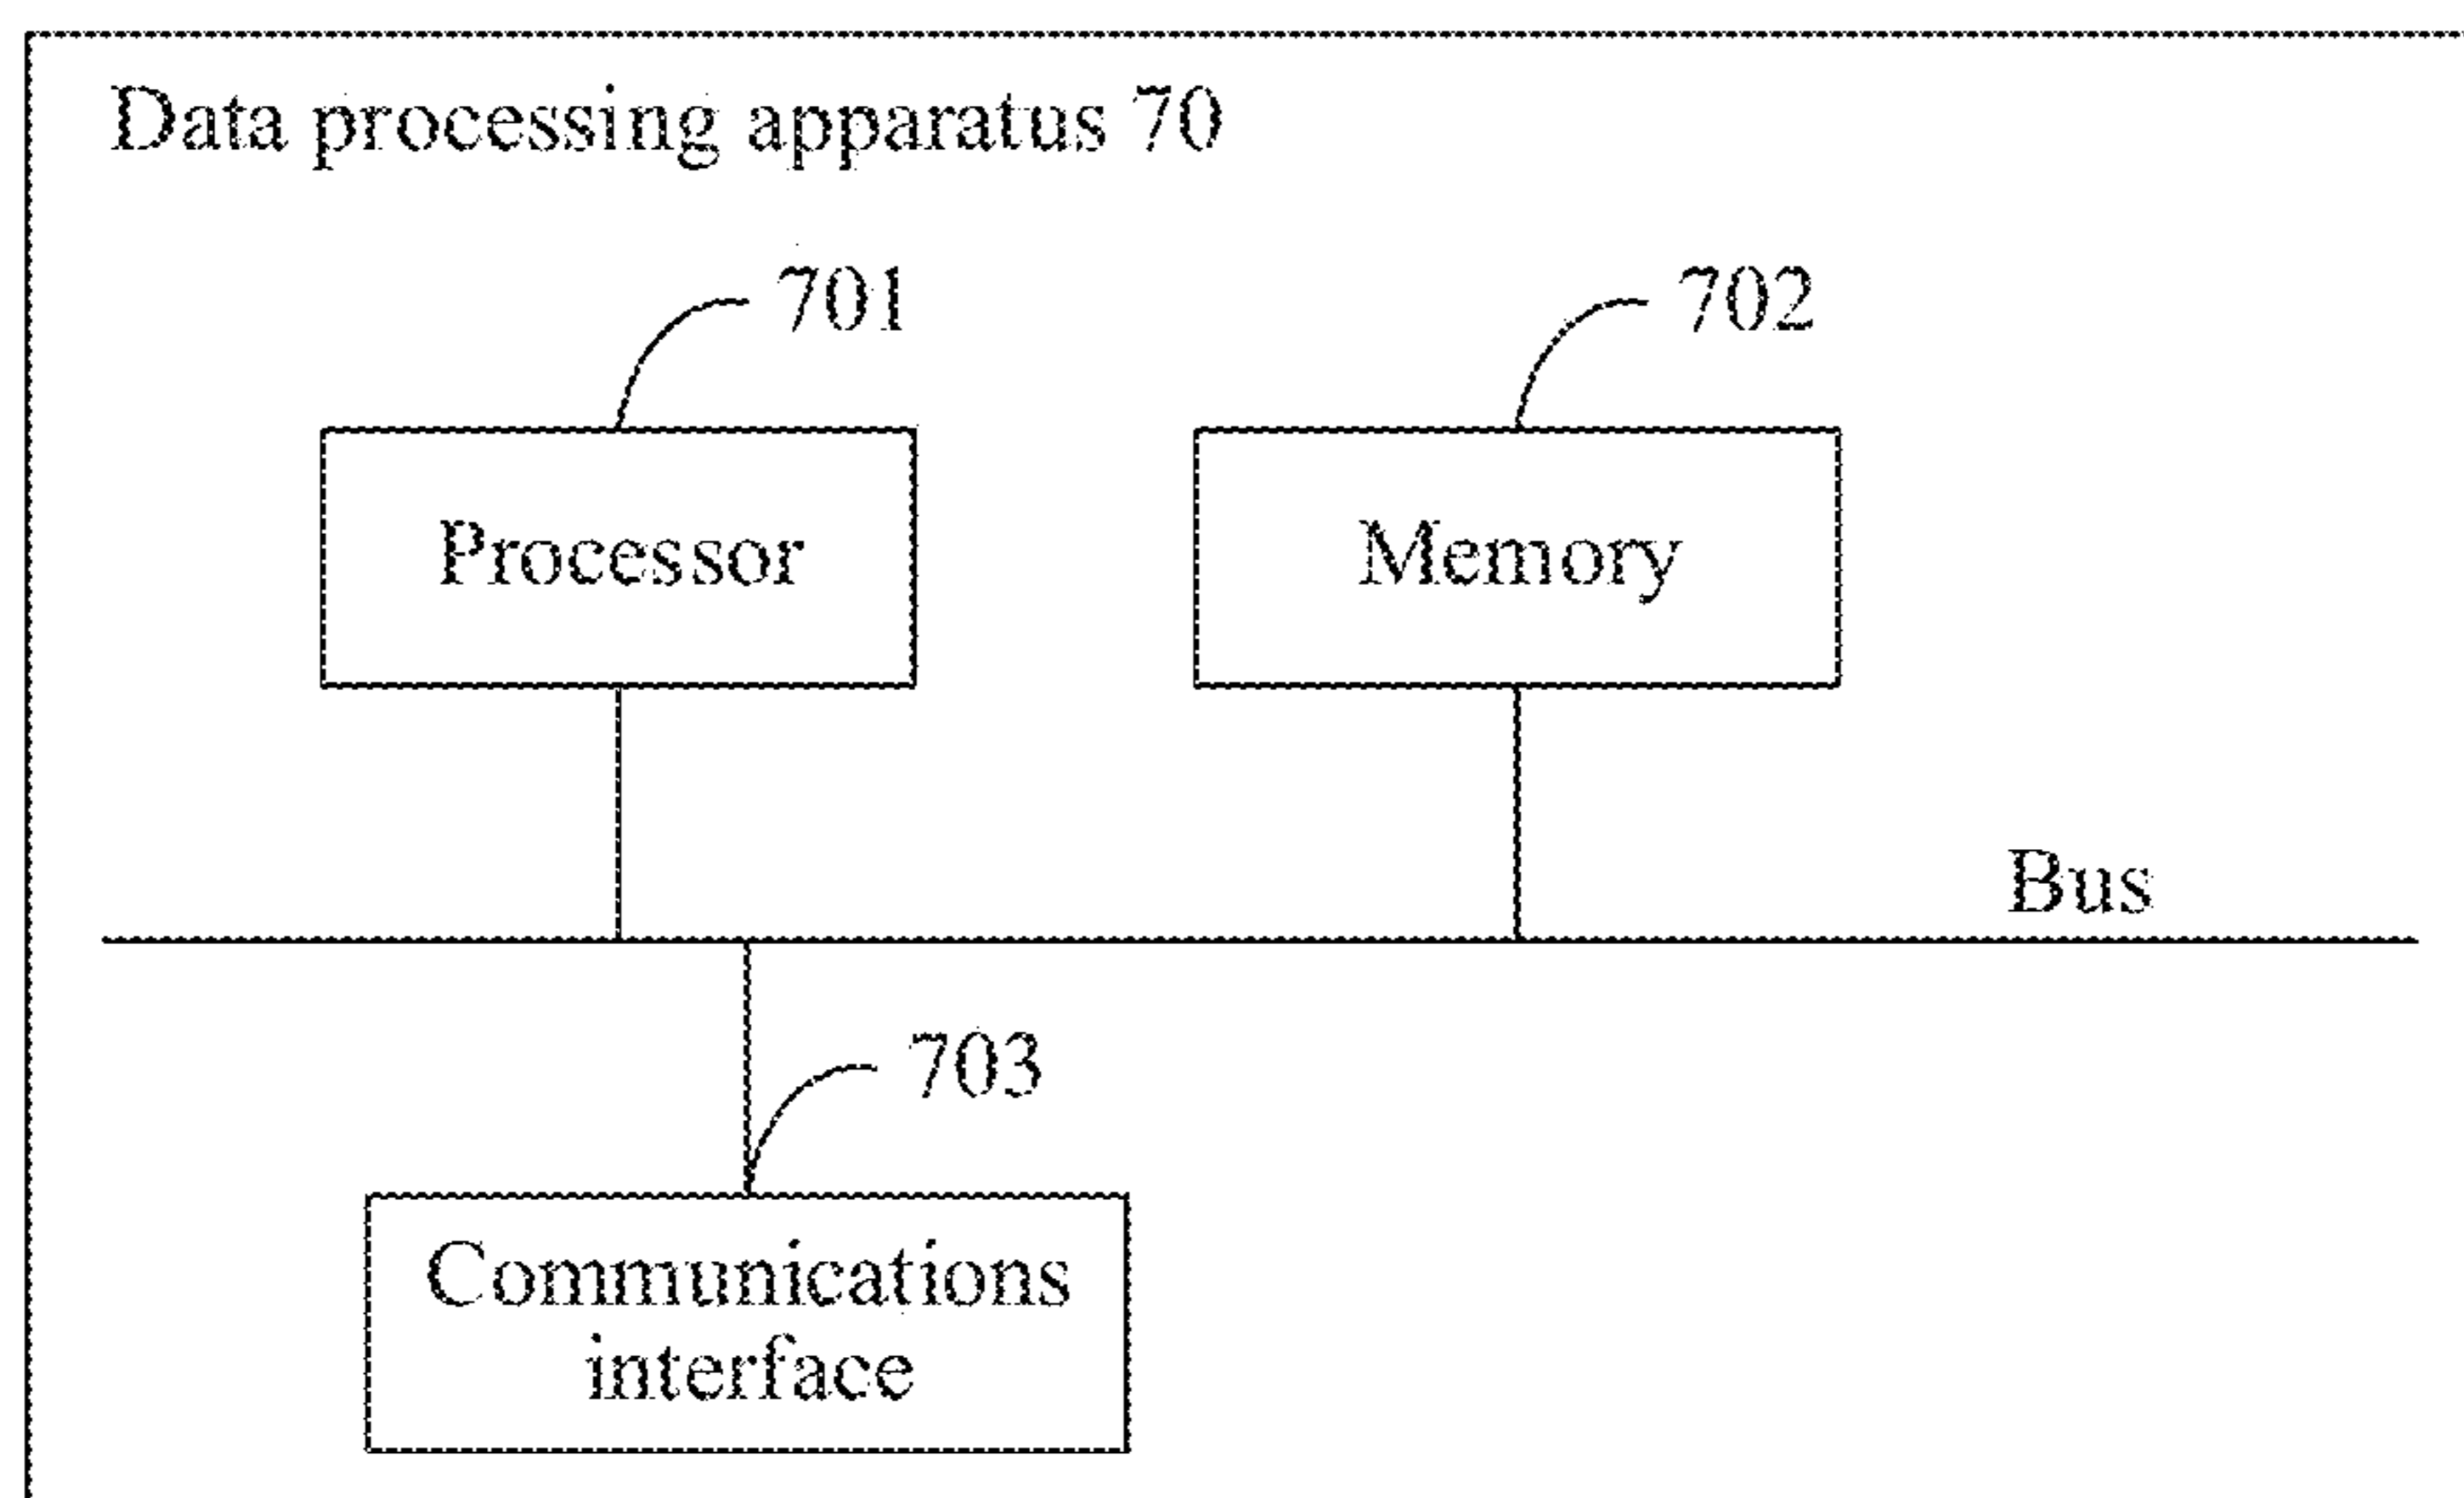 Data processing apparatus 70
701
702
Processor
Memory
Bus
703
Communications
interface